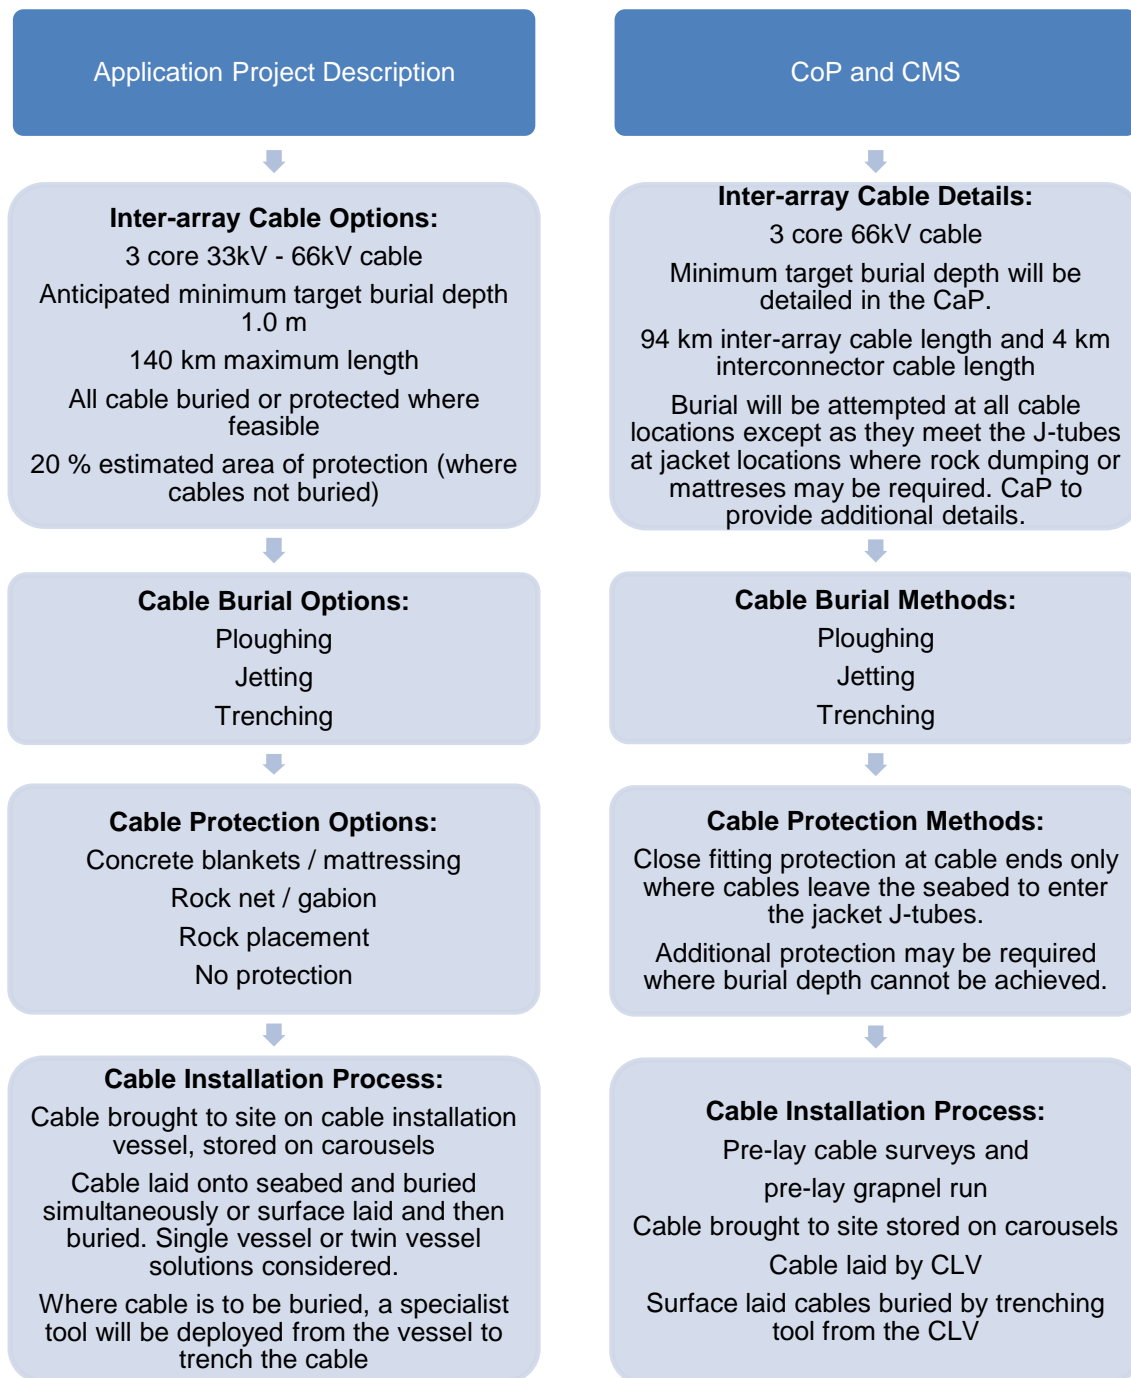 Application Project Description
Inter-array Cable Options:
3 core 33kV - 66kV cable
Anticipated minimum target burial depth
1.0 m
140 km maximum length
All cable buried or protected where
feasible
20 % estimated area of protection (where
cables not buried)
Cable Burial Options:
Ploughing
Jetting
Trenching
Cable Protection Options:
Concrete blankets / mattressing
Rock net / gabion
Rock placement
No protection
Cable Installation Process:
Cable brought to site on cable installation
vessel, stored on carousels
Cable laid onto seabed and buried
simultaneously or surface laid and then
buried. Single vessel or twin vessel
solutions considered.
Where cable is to be buried, a specialist
tool will be deployed from the vessel to
trench the cable
CoP and CMS
Inter-array Cable Details:
3 core 66kV cable
Minimum target burial depth will be
detailed in the CaP.
94 km inter-array cable length and 4 km
interconnector cable length
Burial will be attempted at all cable
locations except as they meet the J-tubes
at jacket locations where rock dumping or
mattreses may be required. CaP to
provide additional details.
Cable Burial Methods:
Ploughing
Jetting
Trenching
Cable Protection Methods:
Close fitting protection at cable ends only
where cables leave the seabed to enter
the jacket J-tubes.
Additional protection may be required
where burial depth cannot be achieved.
Cable Installation Process:
Pre-lay cable surveys and
pre-lay grapnel run
Cable brought to site stored on carousels
Cable laid by CLV
Surface laid cables buried by trenching
tool from the CLV